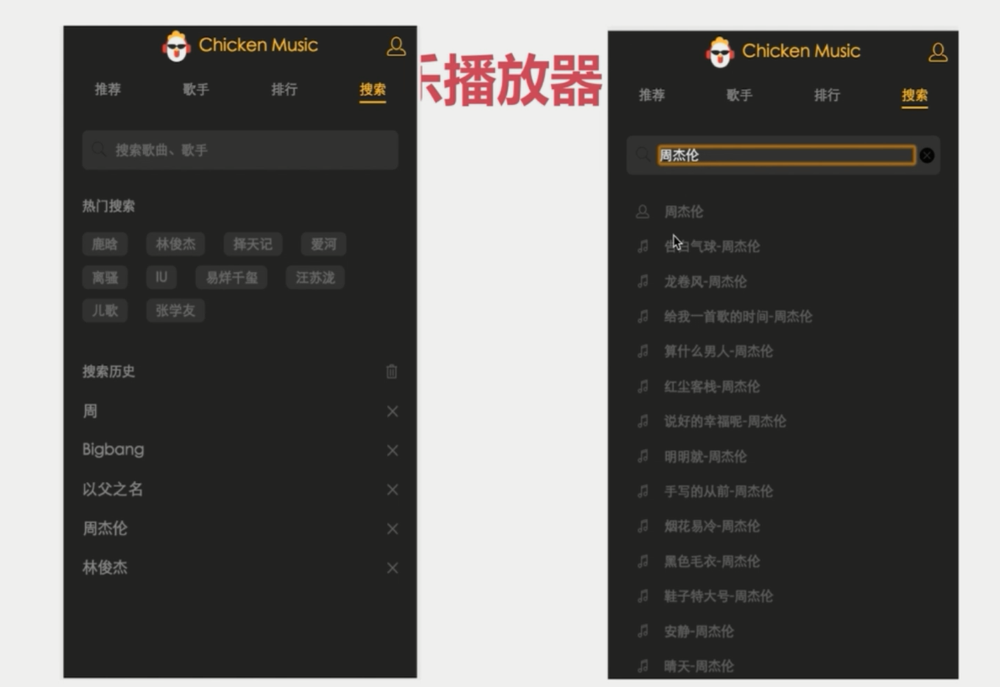 Chicken Music
推荐 歌手 排行 搜索
搜索歌曲、歌手
热门搜索
鹿晗 林俊杰 择天记 爱河
离骚 IU 易烊千玺 汪苏泷
儿歌 张学友
搜索历史
周
Bigbang
以父之名
周杰伦
林俊杰
播放器
Chicken Music
推荐 歌手 排行 搜索
周杰伦
周杰伦
告白气球-周杰伦
龙卷风-周杰伦
给我一首歌的时间-周杰伦
算什么男人-周杰伦
红尘客栈-周杰伦
说好的幸福呢-周杰伦
明明就-周杰伦
手写的从前-周杰伦
烟花易冷-周杰伦
黑色毛衣-周杰伦
鞋子特大号-周杰伦
安静-周杰伦
晴天-周杰伦